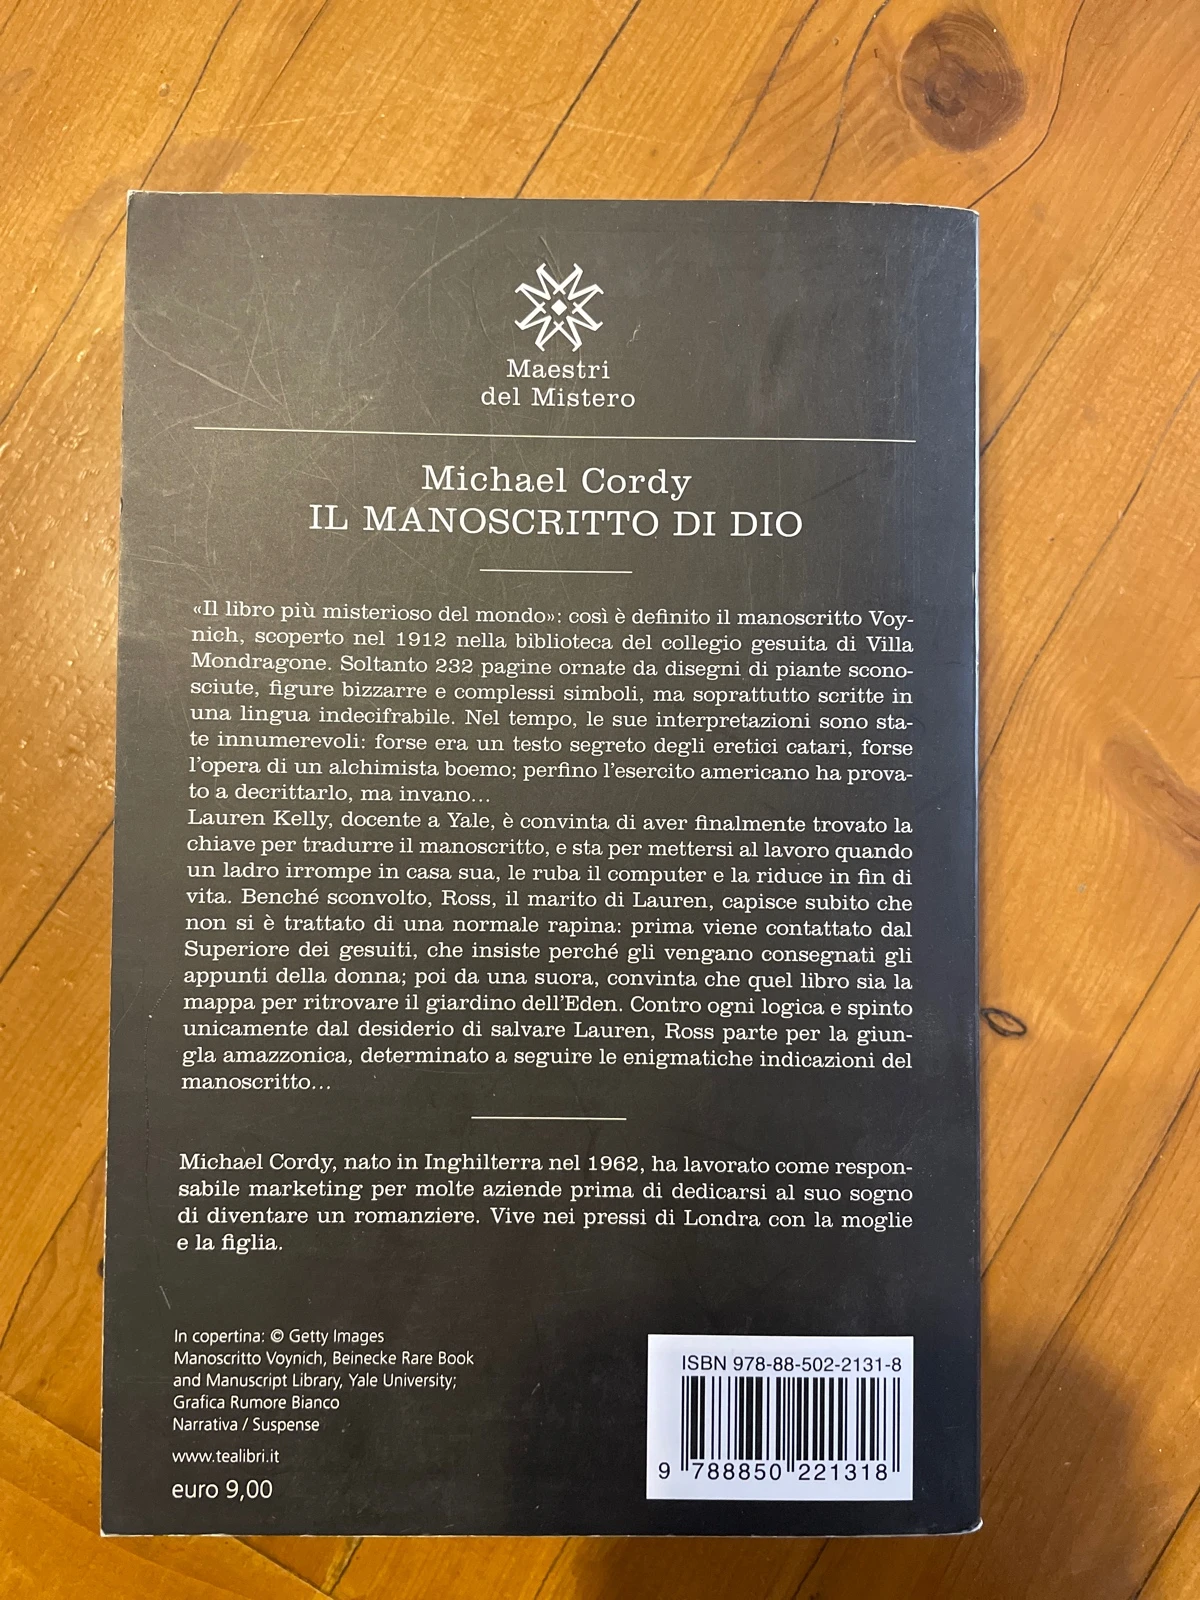 Maestri
del Mistero
Michael Cordy
IL MANOSCRITTO DI DIO
«Il libro più misterioso del mondo»: così è definito il manoscritto Voy-
nich, scoperto nel 1912 nella biblioteca del collegio gesuita di Villa
Mondragone. Soltanto 232 pagine ornate da disegni di piante scono-
sciute, figure bizzarre e complessi simboli, ma soprattutto scritte in
una lingua indecifrabile. Nel tempo, le sue interpretazioni sono sta-
te innumerevoli: forse era un testo segreto degli eretici catari, forse
l'opera di un alchimista boemo; perfino l'esercito americano ha prova-
to a decrittarlo, ma invano...
Lauren Kelly, docente a Yale, è convinta di aver finalmente trovato la
chiave per tradurre il manoscritto, e sta per mettersi al lavoro quando
un ladro irrompe in casa sua, le ruba il computer e la riduce in fin di
vita. Benché sconvolto, Ross, il marito di Lauren, capisce subito che
non si è trattato di una normale rapina: prima viene contattato dal
Superiore dei gesuiti, che insiste perché gli vengano consegnati gli
appunti della donna; poi da una suora, convinta che quel libro sia la
mappa per ritrovare il giardino dell'Eden. Contro ogni logica e spinto
unicamente dal desiderio di salvare Lauren, Ross parte per la giun-
gla amazzonica, determinato a seguire le enigmatiche indicazioni del
manoscritto...
Michael Cordy, nato in Inghilterra nel 1962, ha lavorato come respon-
sabile marketing per molte aziende prima di dedicarsi al suo sogno
di diventare un romanziere. Vive nei pressi di Londra con la moglie
e la figlia.
In copertina: © Getty Images
Manoscritto Voynich, Beinecke Rare Book
and Manuscript Library, Yale University;
Grafica Rumore Bianco
Narrativa / Suspense
www.tealibri.it
euro 9,00
ISBN 978-88-502-2131-8
9 788850 221318